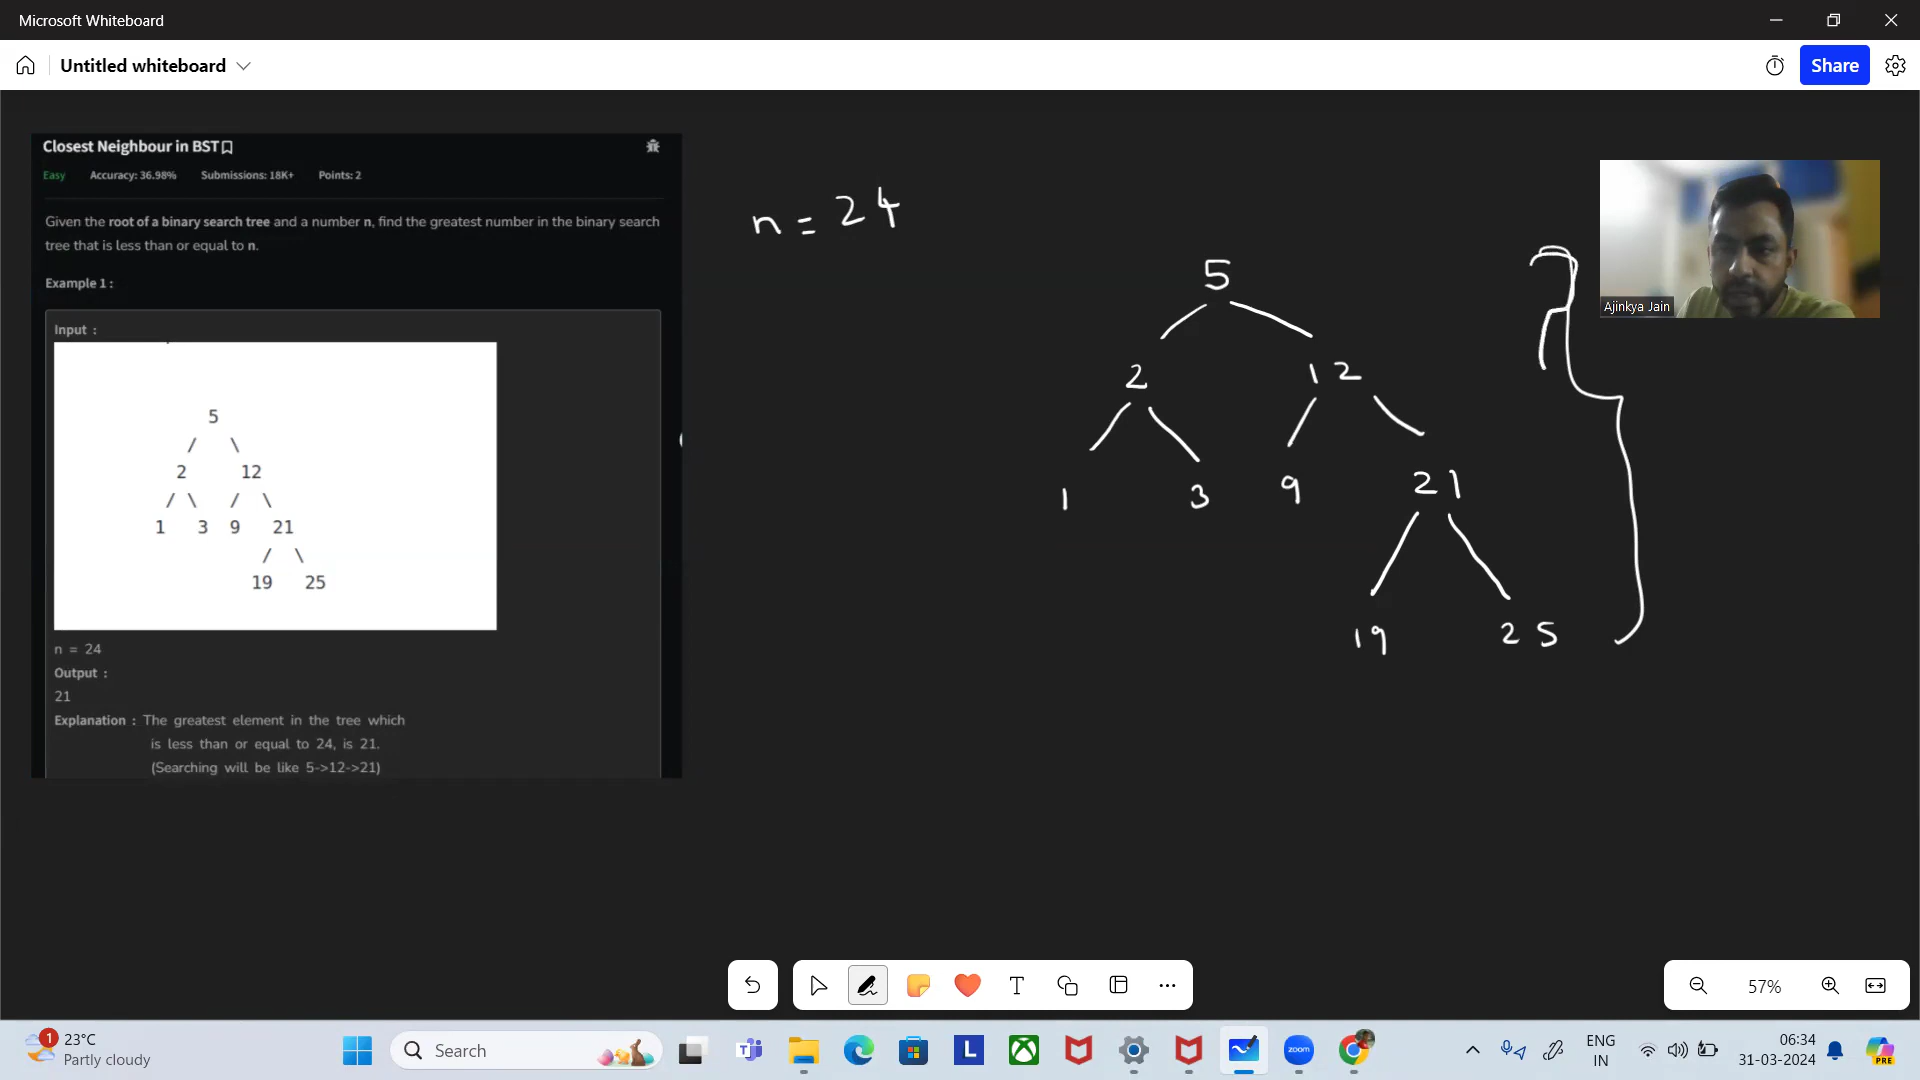 Microsoft Whiteboard
Untitled whiteboard
Share
Closest Neighbour in BST
Easy Accuracy: 36.98% Submissions: 18K+ Points: 2
Given the root of a binary search tree and a number n, find the greatest number in the binary search
tree that is less than or equal to n.
Example 1 :
Input :
5
/ \
2 12
/ \ / \
1 3 9 21
/ \
19 25
n = 24
Output :
21
Explanation : The greatest element in the tree which
is less than or equal to 24, is 21.
(Searching will be like 5->12->21)
n = 24
5
2 12
1 3 9 21
19 25
Ajinkya Jain
57%
1
23°C
Partly cloudy
Search
L
zoom
ENG
IN
06:34
31-03-2024
PRE